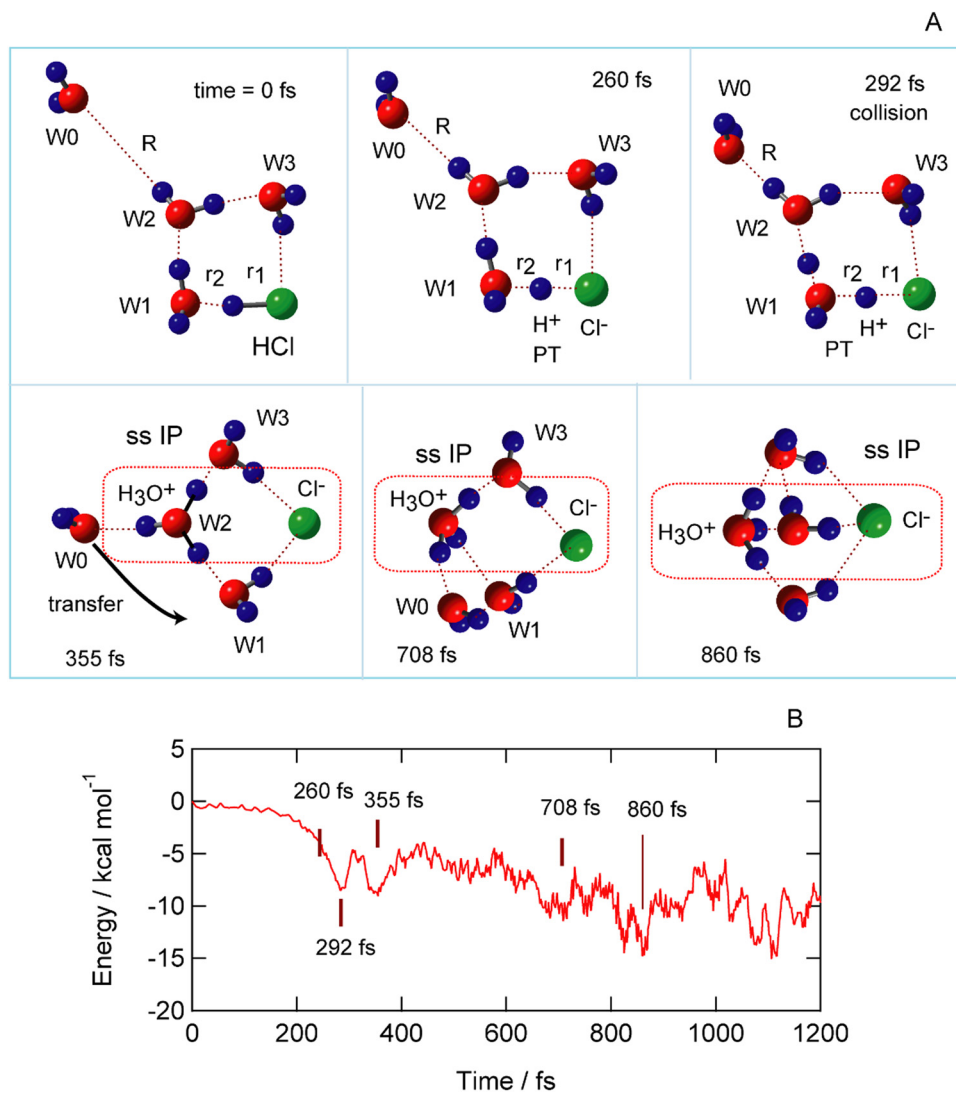 A
time = 0 fs
W0
R
W3
W2
r2
r1
W1
HCl
260 fs
W0
R
W3
W2
r2
r1
W1
H+
Cl-
PT
292 fs
collision
W0
R
W3
W2
r2
r1
W1
H+
Cl-
PT
ss IP
W3
H3O+
Cl-
W2
W0
transfer
W1
355 fs
ss IP
W3
H3O+
Cl-
W0
W1
708 fs
ss IP
H3O+
Cl-
860 fs
B
Energy / kcal mol-1
5
0
-5
-10
-15
-20
260 fs
355 fs
708 fs
860 fs
292 fs
0
200
400
600
800
1000
1200
Time / fs